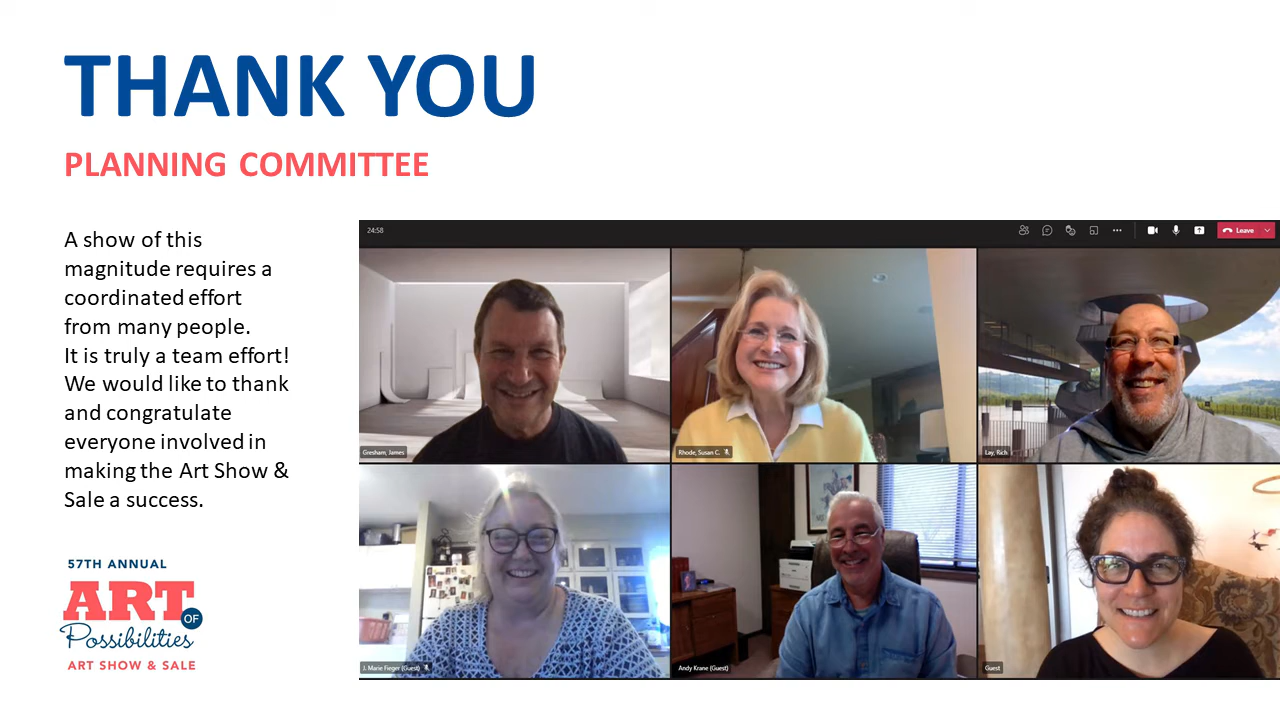 THANK YOU
PLANNING COMMITTEE
A show of this
magnitude requires a
coordinated effort
from many people.
It is truly a team effort!
We would like to thank
and congratulate
everyone involved in
making the Art Show &
Sale a success.
57TH ANNUAL
ART
OF
Possibilities
ART SHOW & SALE
24:58
Leave
Gresham, James
Rhode, Susan C.
Lay, Rich
J. Marie Fieger (Guest)
Andy Krane (Guest)
Guest